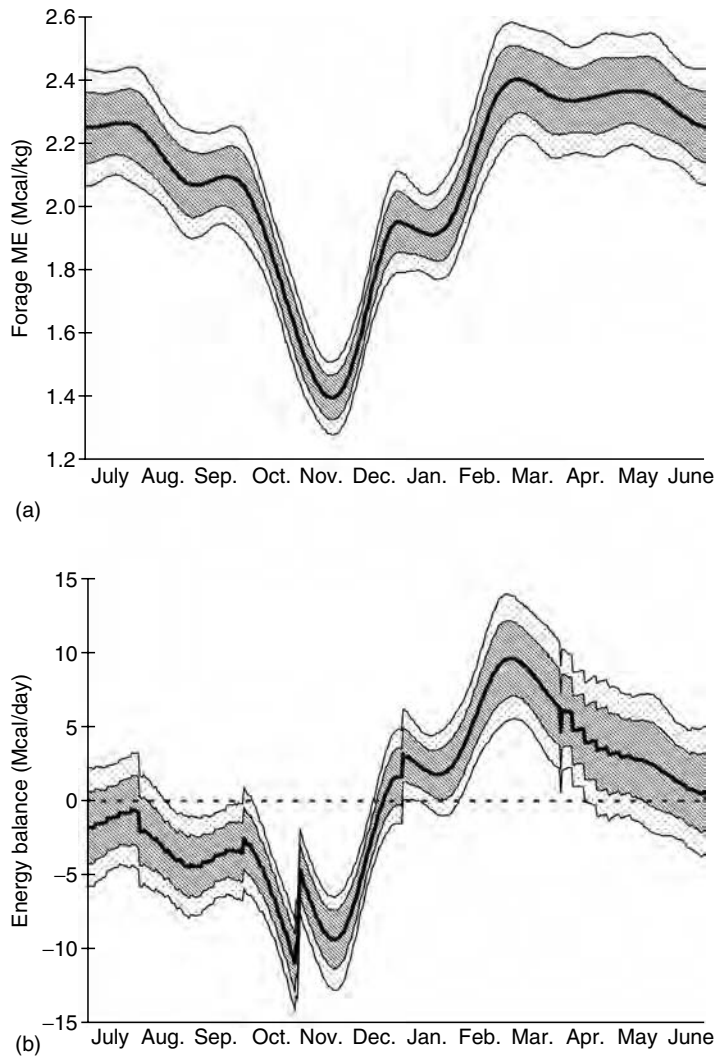 2.6
2.4
2.2
2.0
1.8
1.6
1.4
1.2
Forage ME (Mcal/kg)
July Aug. Sep. Oct. Nov. Dec. Jan. Feb. Mar. Apr. May June
(a)
15
10
5
0
−5
−10
−15
Energy balance (Mcal/day)
July Aug. Sep. Oct. Nov. Dec. Jan. Feb. Mar. Apr. May June
(b)